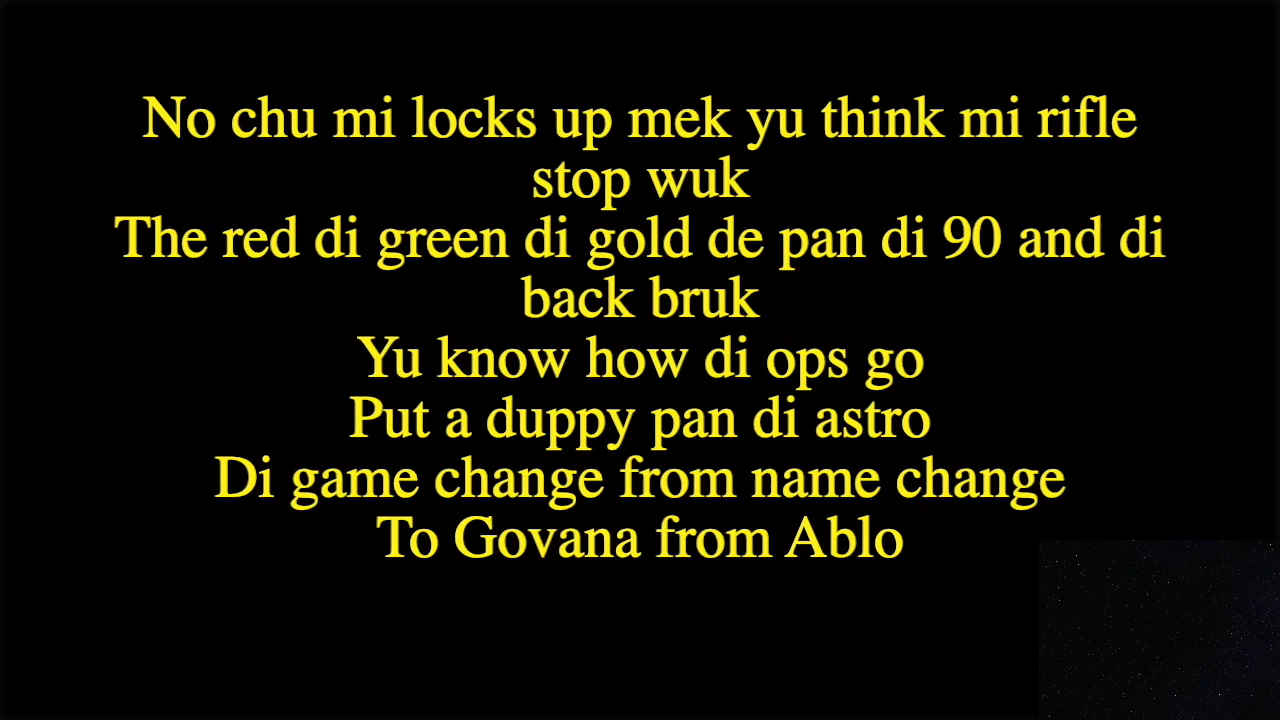 No chu mi locks up mek yu think mi rifle
stop wuk
The red di green di gold de pan di 90 and di
back bruk
Yu know how di ops go
Put a duppy pan di astro
Di game change from name change
To Govana from Ablo